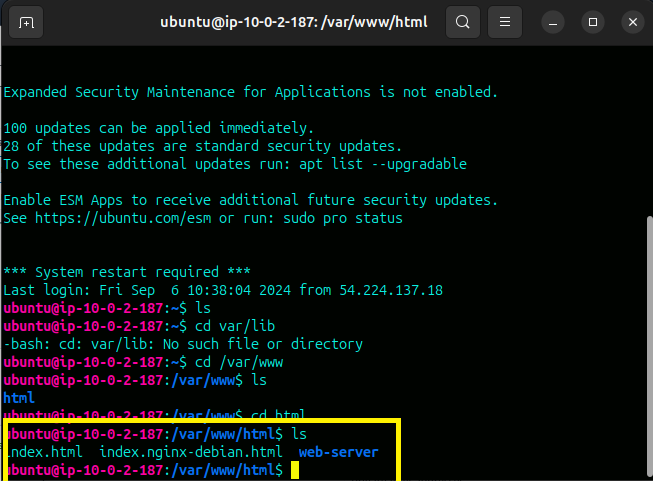 ubuntu@ip-10-0-2-187: /var/www/html
Expanded Security Maintenance for Applications is not enabled.
100 updates can be applied immediately.
28 of these updates are standard security updates.
To see these additional updates run: apt list --upgradable
Enable ESM Apps to receive additional future security updates.
See https://ubuntu.com/esm or run: sudo pro status
*** System restart required ***
Last login: Fri Sep  6 10:38:04 2024 from 54.224.137.18
ubuntu@ip-10-0-2-187:~$ ls
ubuntu@ip-10-0-2-187:~$ cd var/lib
-bash: cd: var/lib: No such file or directory
ubuntu@ip-10-0-2-187:~$ cd /var/www
ubuntu@ip-10-0-2-187:/var/www$ ls
html
ubuntu@ip-10-0-2-187:/var/www$ cd html
ubuntu@ip-10-0-2-187:/var/www/html$ ls
index.html  index.nginx-debian.html  web-server
ubuntu@ip-10-0-2-187:/var/www/html$